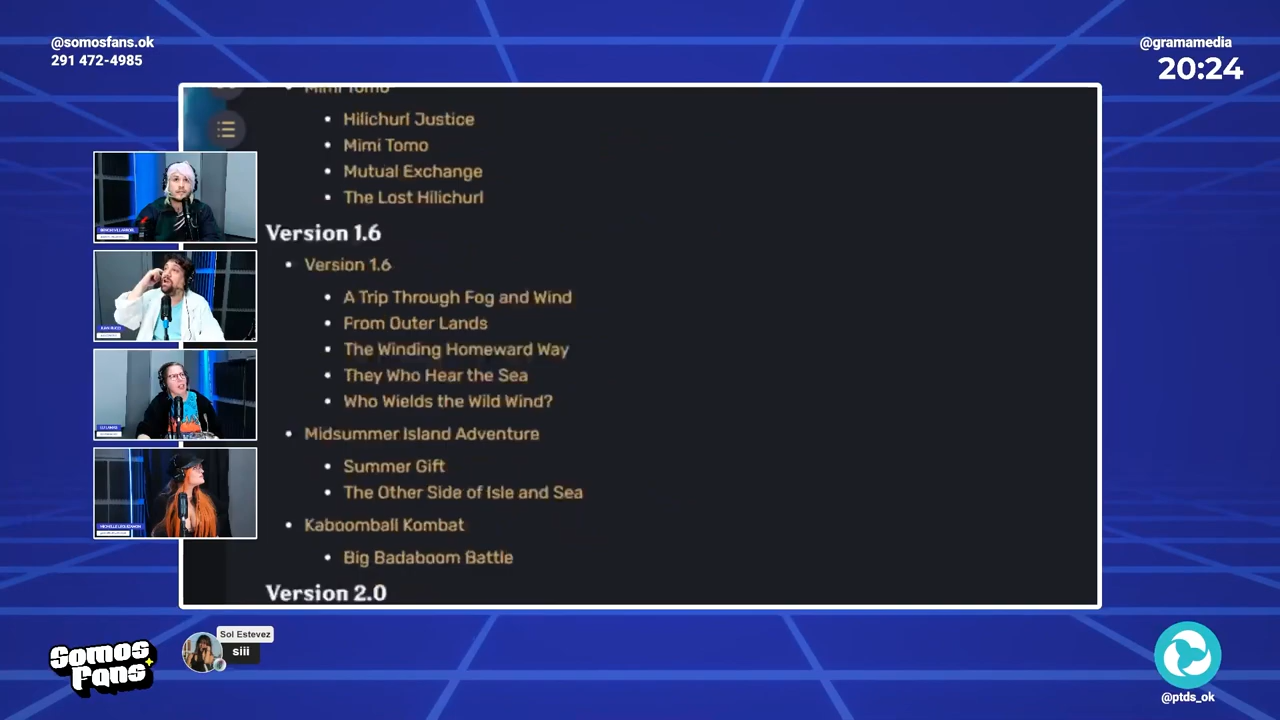 @somosfans.ok
291 472-4985
@gramamedia
20:24
Mimi Tomo
Hilichurl Justice
Mimi Tomo
Mutual Exchange
The Lost Hilichurl
Version 1.6
Version 1.6
A Trip Through Fog and Wind
From Outer Lands
The Winding Homeward Way
They Who Hear the Sea
Who Wields the Wild Wind?
Midsummer Island Adventure
Summer Gift
The Other Side of Isle and Sea
Kaboomball Kombat
Big Badaboom Battle
Version 2.0
Somos
Fans
Sol Estevez
siii
@ptds_ok